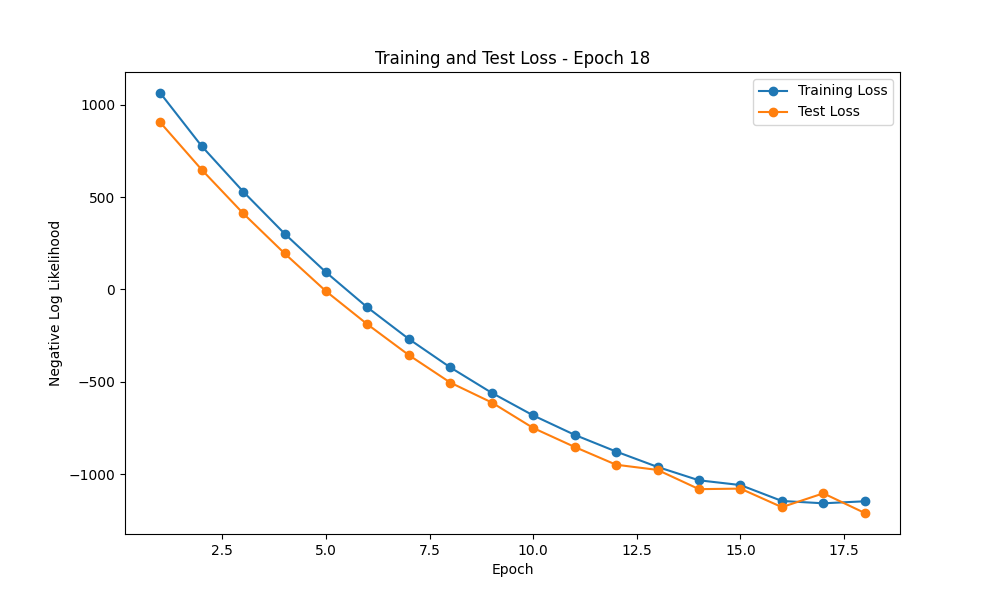 Training and Test Loss - Epoch 18
Training Loss
Test Loss
1000
500
0
−500
−1000
Negative Log Likelihood
2.5
5.0
7.5
10.0
12.5
15.0
17.5
Epoch